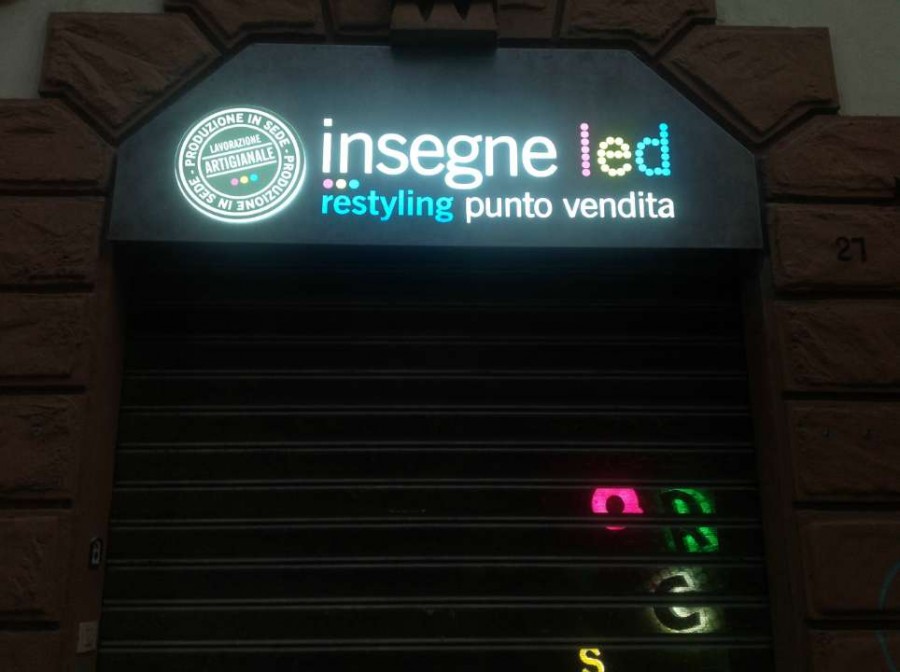 PRODUZIONE IN SEDE - PRODUZIONE IN SEDE -
LAVORAZIONE
ARTIGIANALE
insegne led
restyling punto vendita
27
R
C
s